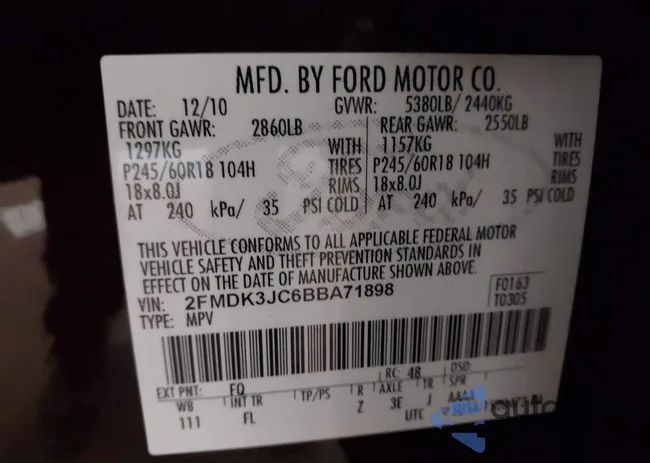 MFD. BY FORD MOTOR CO.
DATE: 12/10 GVWR: 5380LB/ 2440KG
FRONT GAWR: 2860LB REAR GAWR: 2550LB
1297KG WITH 1157KG WITH
P245/60R18 104H TIRES P245/60R18 104H TIRES
18x8.0J RIMS 18x8.0J RIMS
AT 240 kPa/ 35 PSI COLD AT 240 kPa/ 35 PSI COLD
THIS VEHICLE CONFORMS TO ALL APPLICABLE FEDERAL MOTOR
VEHICLE SAFETY AND THEFT PREVENTION STANDARDS IN
EFFECT ON THE DATE OF MANUFACTURE SHOWN ABOVE.
VIN: 2FMDK3JC6BBA71898 F0163
TYPE: MPV T0305
EXT PNT: FQ RC: 48 DSO:
WB INT TR TP/PS R AXLE TR SPR
111 FL Z 3E J AAAA
UTC